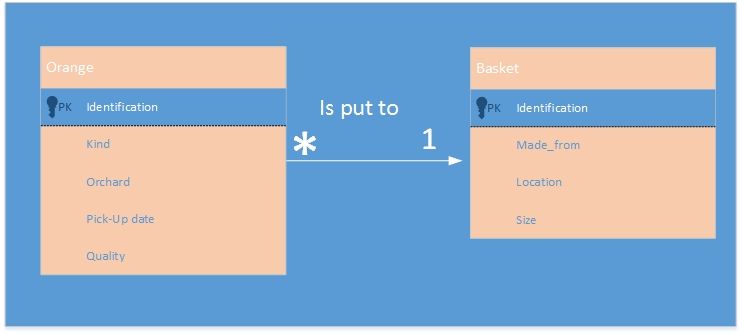 Orange
PK Identification
Kind
Orchard
Pick-Up date
Quality
Is put to
* 1
Basket
PK Identification
Made_from
Location
Size